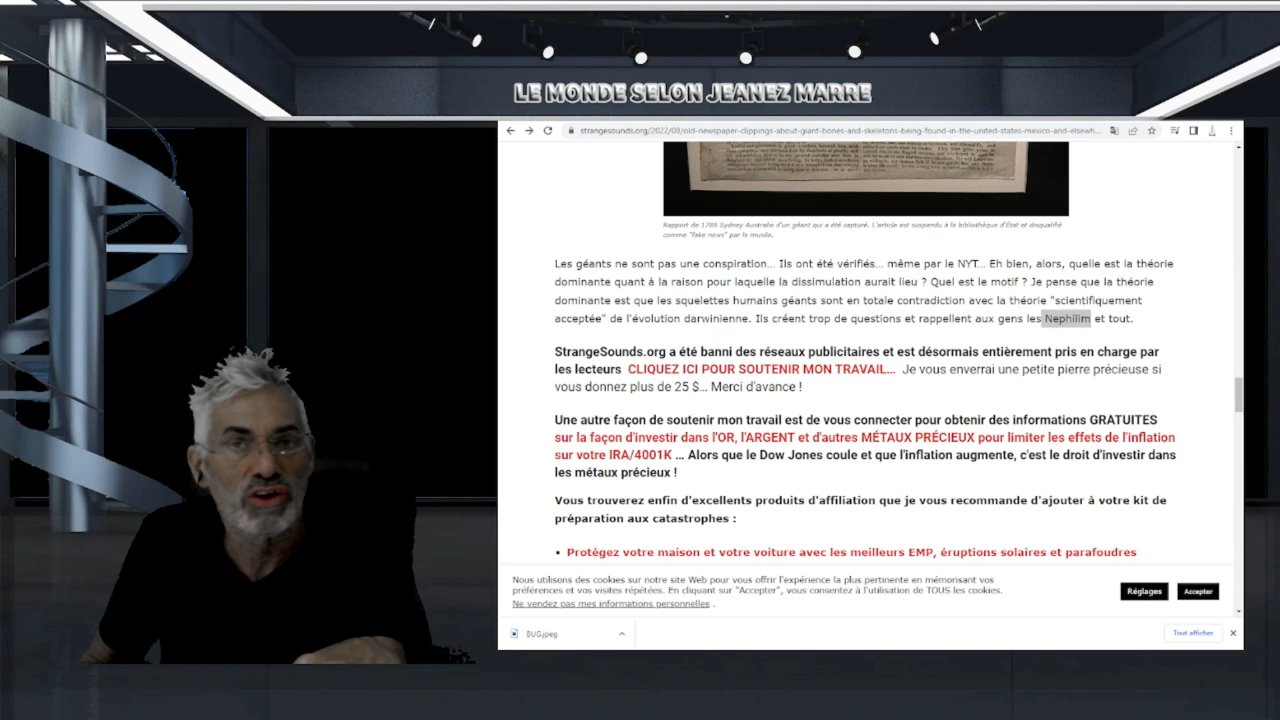 LE MONDE SELON JEANEZ MARRE
strangesounds.org/2022/08/old-newspaper-clippings-about-giant-bones-and-skeletons-being-found-in-the-united-states-mexico-and-elsewh...
Rapport de 1789 Sydney Australie d'un géant qui a été capturé. L'article est suspendu à la bibliothèque d'État et disqualifié
comme "fake news" par le musée.
Les géants ne sont pas une conspiration... Ils ont été vérifiés... même par le NYT... Eh bien, alors, quelle est la théorie
dominante quant à la raison pour laquelle la dissimulation aurait lieu ? Quel est le motif ? Je pense que la théorie
dominante est que les squelettes humains géants sont en totale contradiction avec la théorie "scientifiquement
acceptée" de l'évolution darwinienne. Ils créent trop de questions et rappellent aux gens les Nephilim et tout.
StrangeSounds.org a été banni des réseaux publicitaires et est désormais entièrement pris en charge par
les lecteurs CLIQUEZ ICI POUR SOUTENIR MON TRAVAIL... Je vous enverrai une petite pierre précieuse si
vous donnez plus de 25 $... Merci d'avance !
Une autre façon de soutenir mon travail est de vous connecter pour obtenir des informations GRATUITES
sur la façon d'investir dans l'OR, l'ARGENT et d'autres MÉTAUX PRÉCIEUX pour limiter les effets de l'inflation
sur votre IRA/4001K ... Alors que le Dow Jones coule et que l'inflation augmente, c'est le droit d'investir dans
les métaux précieux !
Vous trouverez enfin d'excellents produits d'affiliation que je vous recommande d'ajouter à votre kit de
préparation aux catastrophes :
• Protégez votre maison et votre voiture avec les meilleurs EMP, éruptions solaires et parafoudres
Nous utilisons des cookies sur notre site Web pour vous offrir l'expérience la plus pertinente en mémorisant vos
préférences et vos visites répétées. En cliquant sur "Accepter", vous consentez à l'utilisation de TOUS les cookies.
Ne vendez pas mes informations personnelles .
Réglages
Accepter
BUG.jpeg
Tout afficher